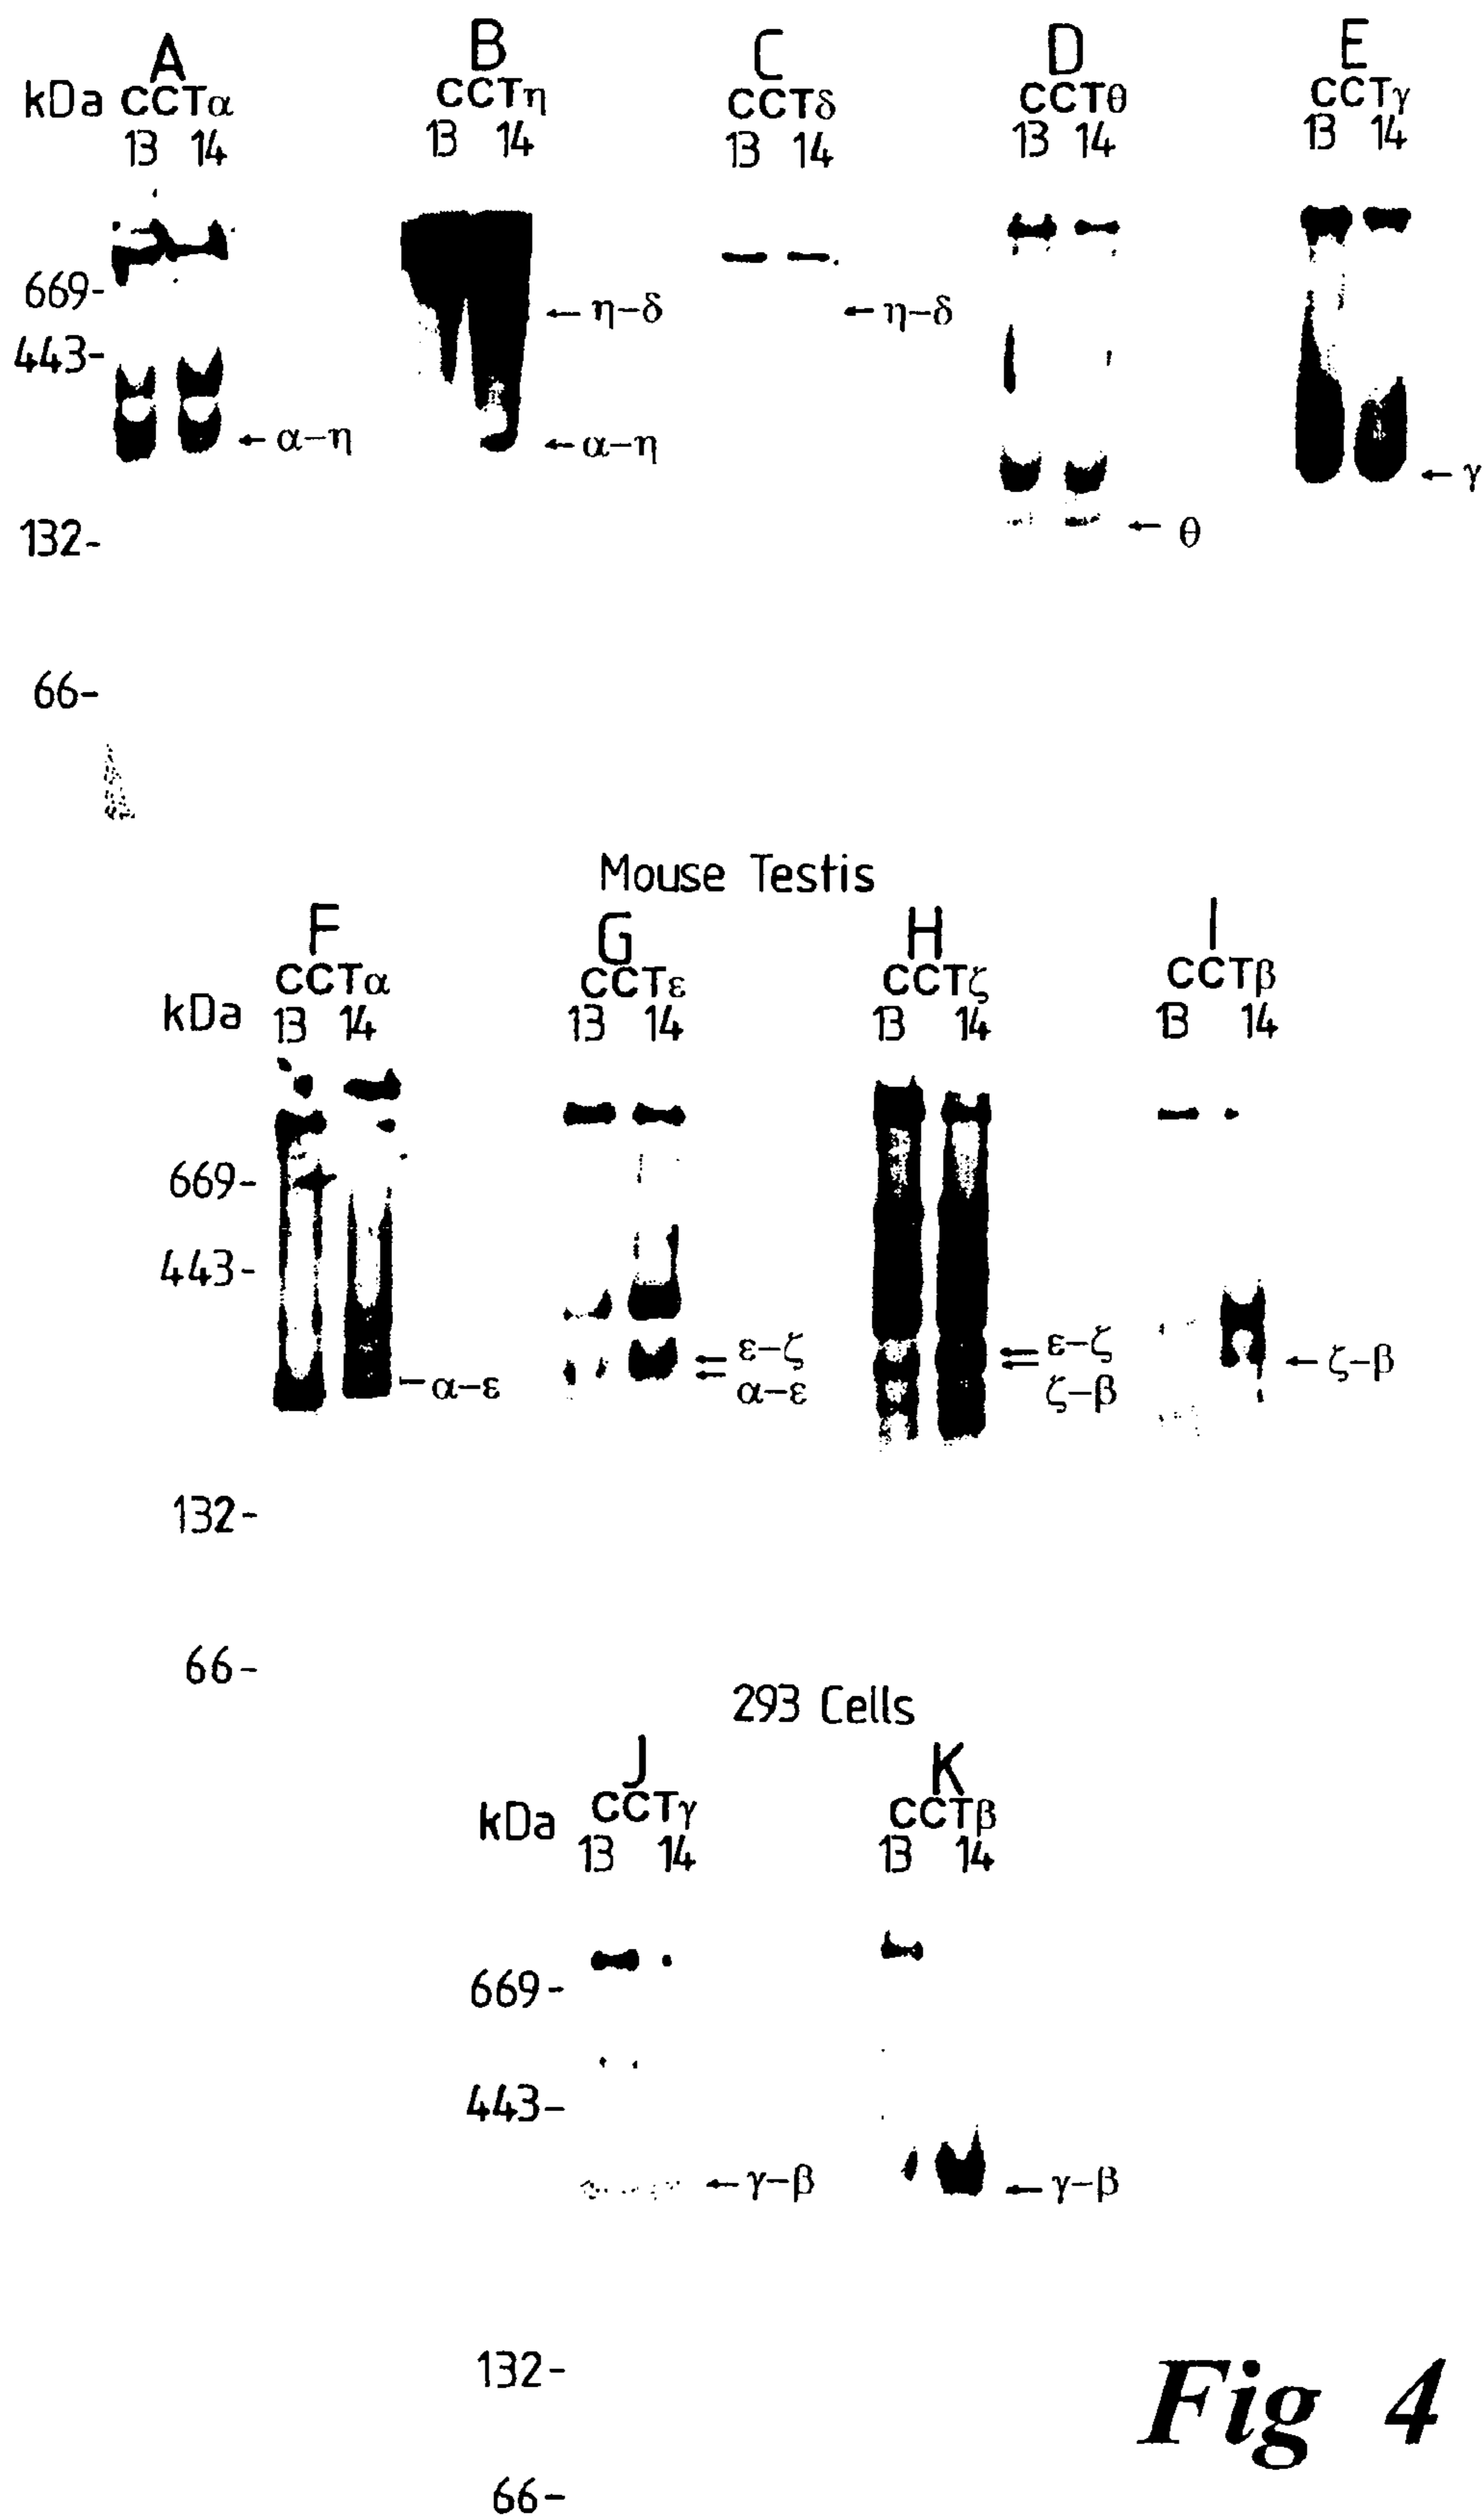 A B C D E
kDa CCTα CCTη CCTδ CCTθ CCTγ
13 14 13 14 13 14 13 14 13 14
669-
←η-δ ←η-δ
443-
←α-η ←α-η
←γ
132- ←θ
66-
Mouse Testis
F G H I
CCTα CCTε CCTζ CCTβ
kDa 13 14 13 14 13 14 13 14
669-
443-
←ε-ζ ←ε-ζ ←ζ-β
←α-ε ←α-ε ←ζ-β
132-
66-
293 Cells
J K
kDa CCTγ CCTβ
13 14 13 14
669-
443-
←γ-β ←γ-β
132-
Fig 4
66-